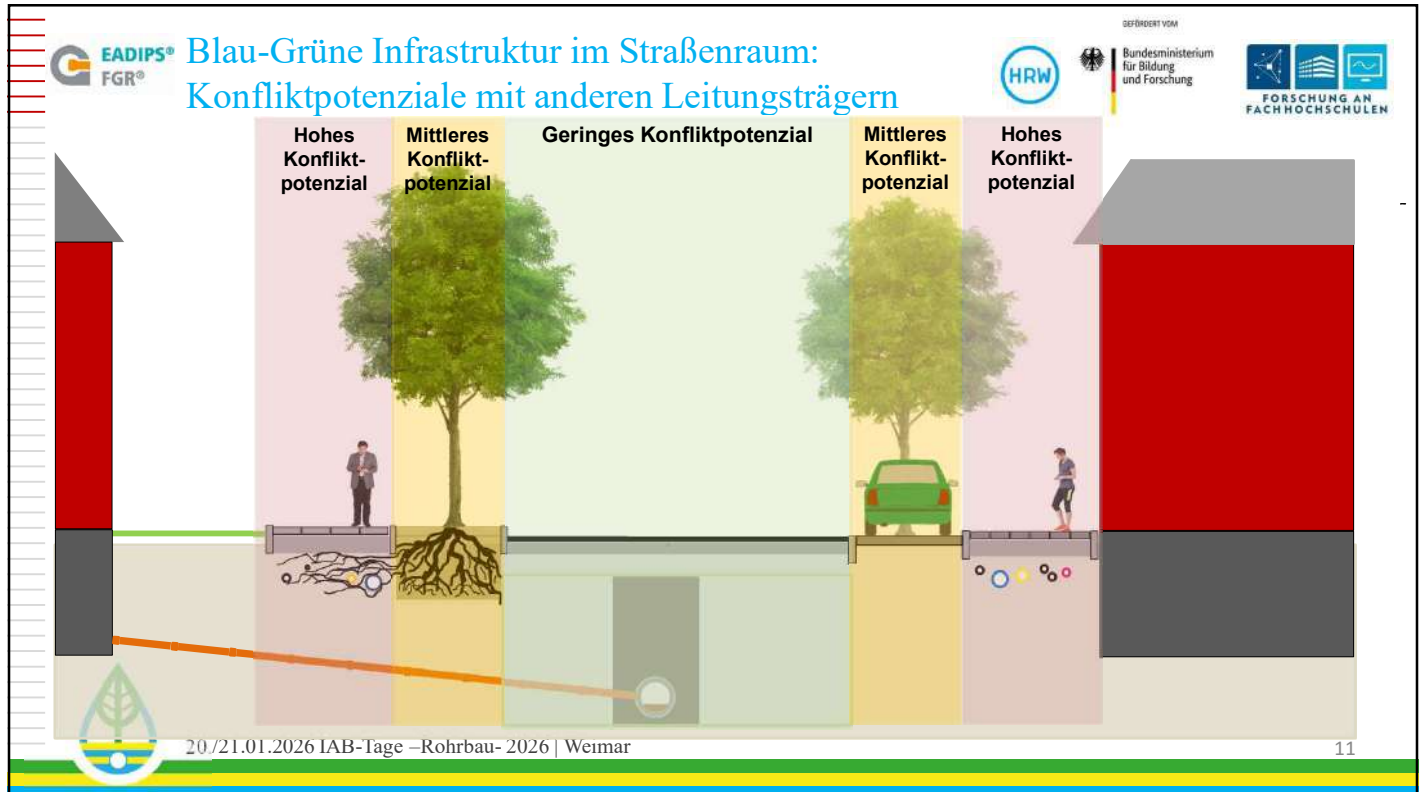 EADIPS®
FGR®
Blau-Grüne Infrastruktur im Straßenraum:
Konfliktpotenziale mit anderen Leitungsträgern
HRW
GEFÖRDERT VOM
Bundesministerium
für Bildung
und Forschung
FORSCHUNG AN
FACHHOCHSCHULEN
Hohes
Konflikt-
potenzial
Mittleres
Konflikt-
potenzial
Geringes Konfliktpotenzial
Mittleres
Konflikt-
potenzial
Hohes
Konflikt-
potenzial
-
20./21.01.2026 IAB-Tage –Rohrbau- 2026 | Weimar
11